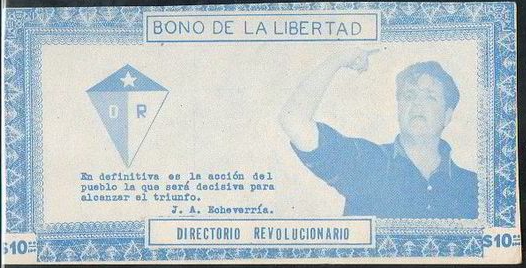 BONO DE LA LIBERTAD
D R
En definitiva es la acción del
pueblo la que será decisiva para
alcanzar el triunfo.
J. A. Echeverría.
DIRECTORIO REVOLUCIONARIO
$10
$10